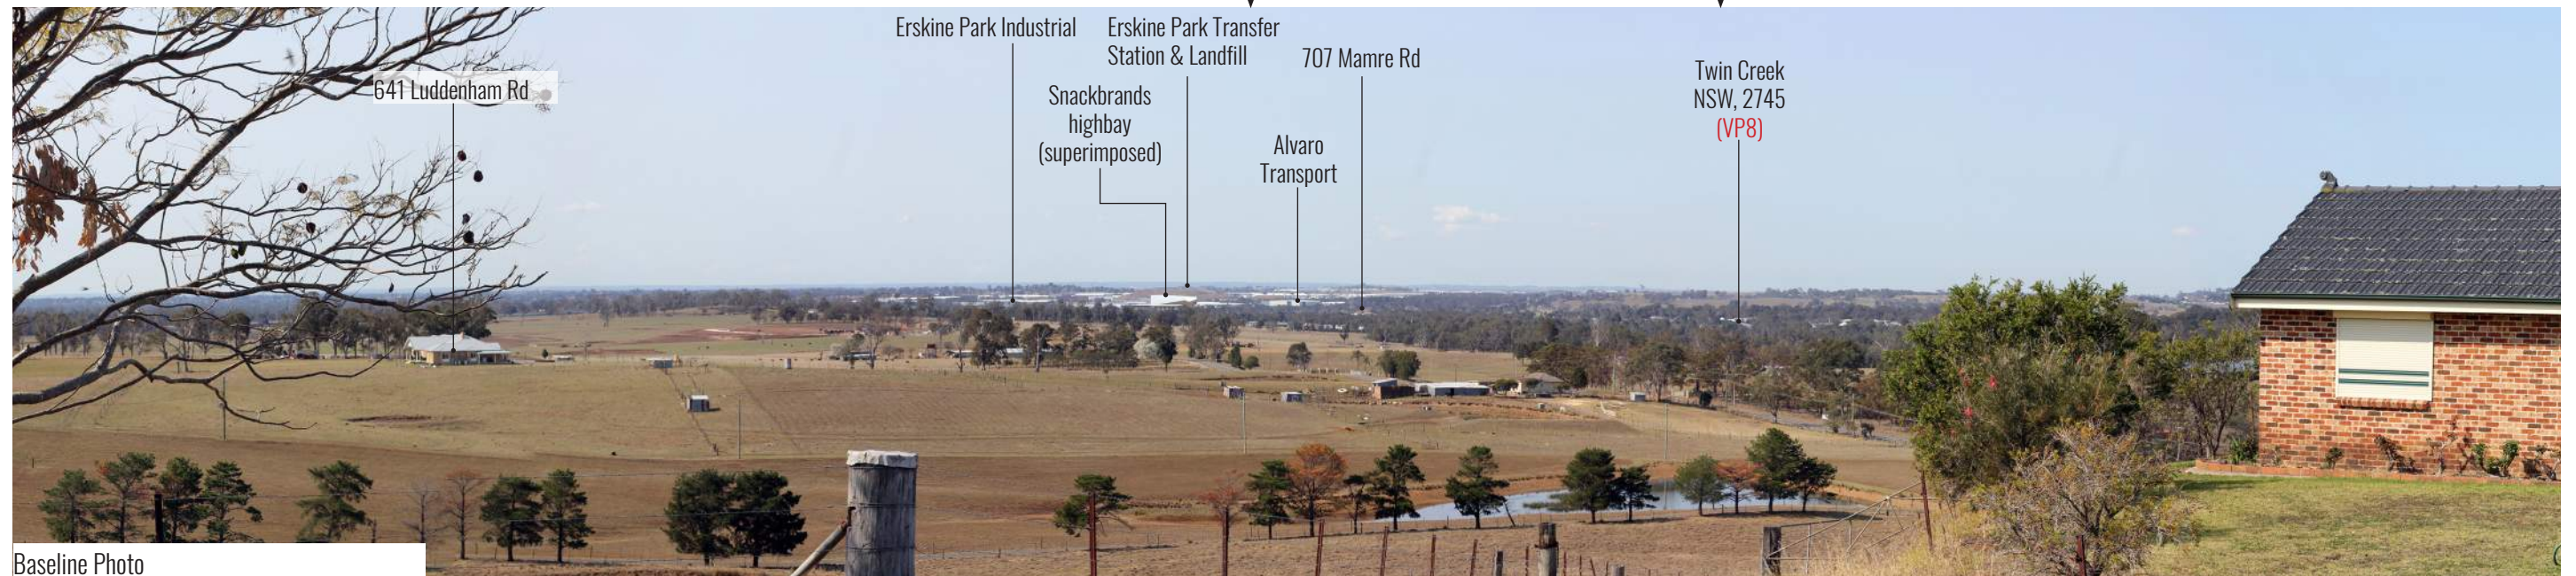 Erskine Park Industrial
Erskine Park Transfer
Station & Landfill
707 Mamre Rd
Twin Creek
NSW, 2745
(VP8)
641 Luddenham Rd
Snackbrands
highbay
(superimposed)
Alvaro
Transport
Baseline Photo